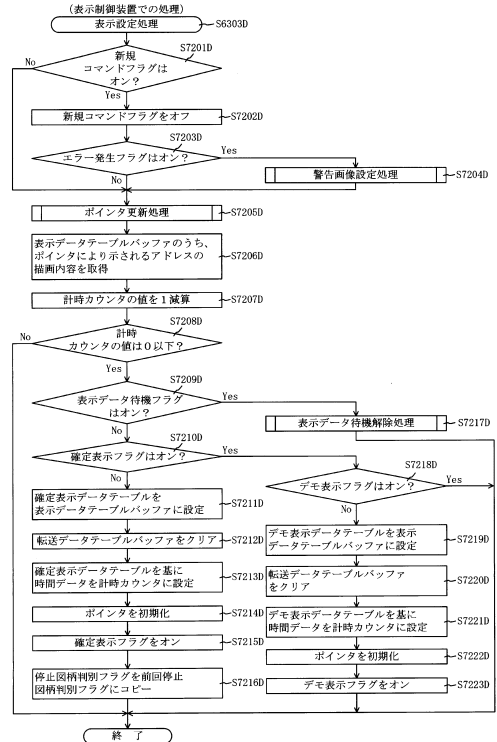 (表示制御装置での処理)
表示設定処理
S6303D
S7201D
新規
コマンドフラグは
オン?
No
Yes
新規コマンドフラグをオフ
S7202D
S7203D
エラー発生フラグはオン?
Yes
No
警告画像設定処理
S7204D
ポインタ更新処理
S7205D
表示データテーブルバッファのうち、
ポインタにより示されるアドレスの
描画内容を取得
S7206D
計時カウンタの値を1減算
S7207D
S7208D
計時
カウンタの値は0以下?
No
Yes
S7209D
表示データ待機フラグ
はオン?
Yes
No
表示データ待機解除処理
S7217D
S7210D
確定表示フラグはオン?
Yes
No
S7218D
デモ表示フラグはオン?
Yes
No
確定表示データテーブルを
表示データテーブルバッファに設定
S7211D
転送データテーブルバッファをクリア
S7212D
確定表示データテーブルを基に
時間データを計時カウンタに設定
S7213D
ポインタを初期化
S7214D
確定表示フラグをオン
S7215D
停止図柄判別フラグを前回停止
図柄判別フラグにコピー
S7216D
デモ表示データテーブルを表示
データテーブルバッファに設定
S7219D
転送データテーブルバッファ
をクリア
S7220D
デモ表示データテーブルを基に
時間データを計時カウンタに設定
S7221D
ポインタを初期化
S7222D
デモ表示フラグをオン
S7223D
終了